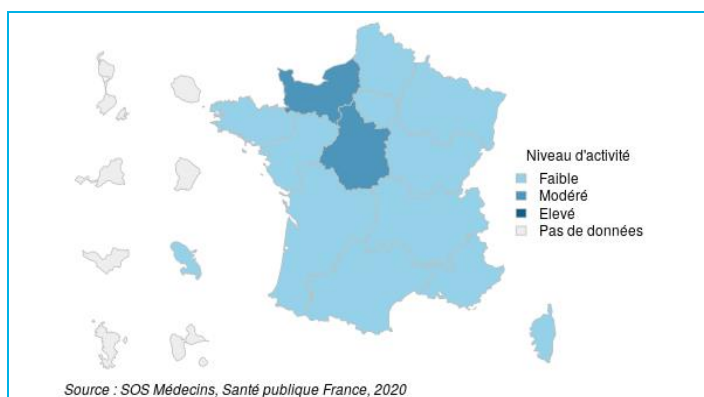 Niveau d'activité
Faible
Modéré
Elevé
Pas de données
Source : SOS Médecins, Santé publique France, 2020